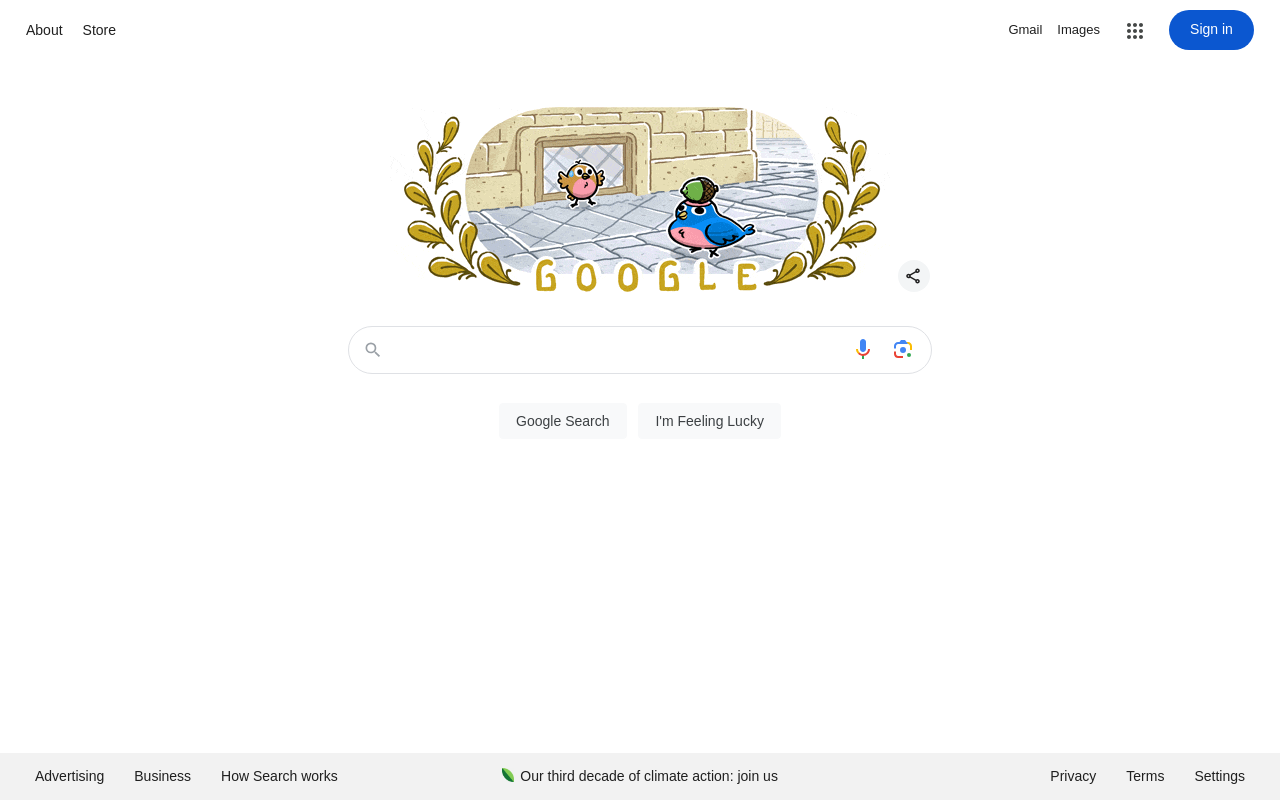 About Store
Gmail Images Sign in
GOOGLE
Google Search I'm Feeling Lucky
Advertising Business How Search works Our third decade of climate action: join us Privacy Terms Settings